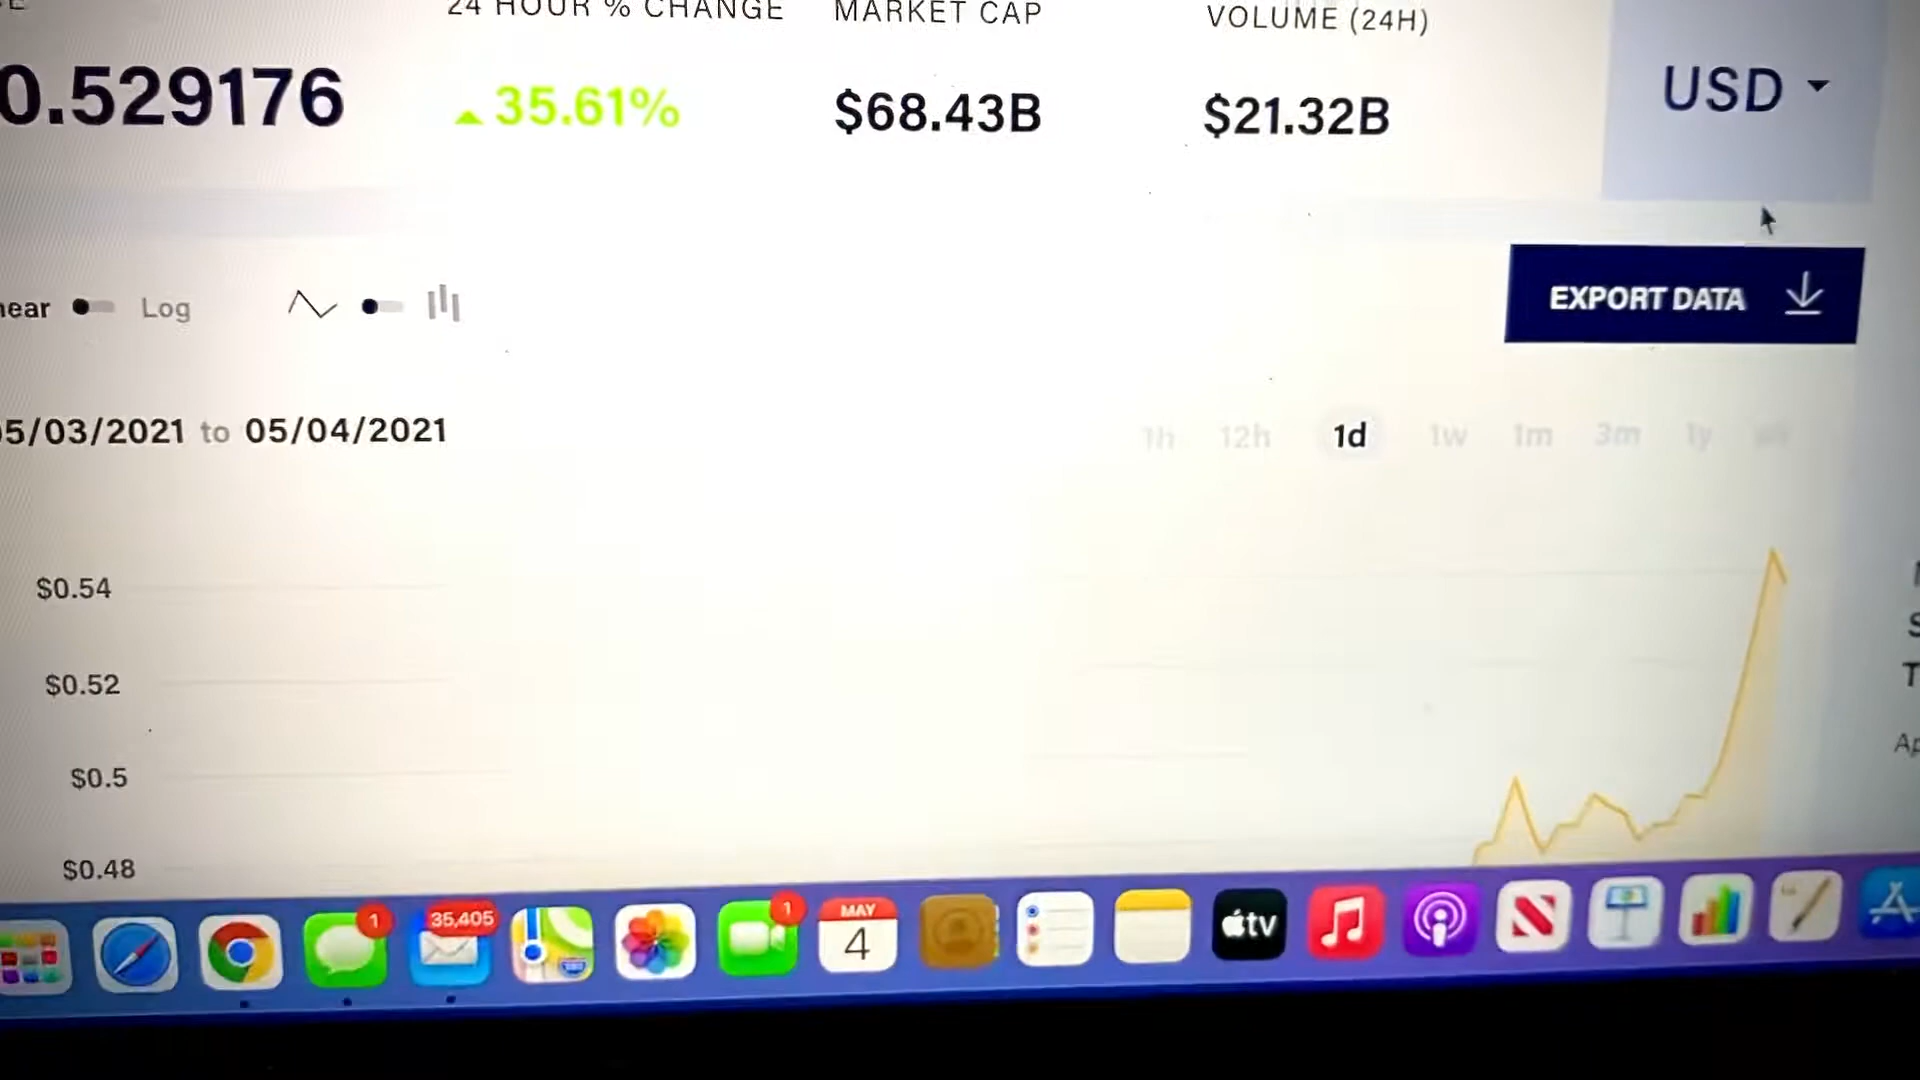 24 HOUR % CHANGE
MARKET CAP
VOLUME (24H)
0.529176
35.61%
$68.43B
$21.32B
USD
EXPORT DATA
near
Log
05/03/2021 to 05/04/2021
1h 12h 1d 1w 1m 3m 1y all
$0.54
$0.52
$0.5
$0.48
1
35,405
1
MAY
4
tv